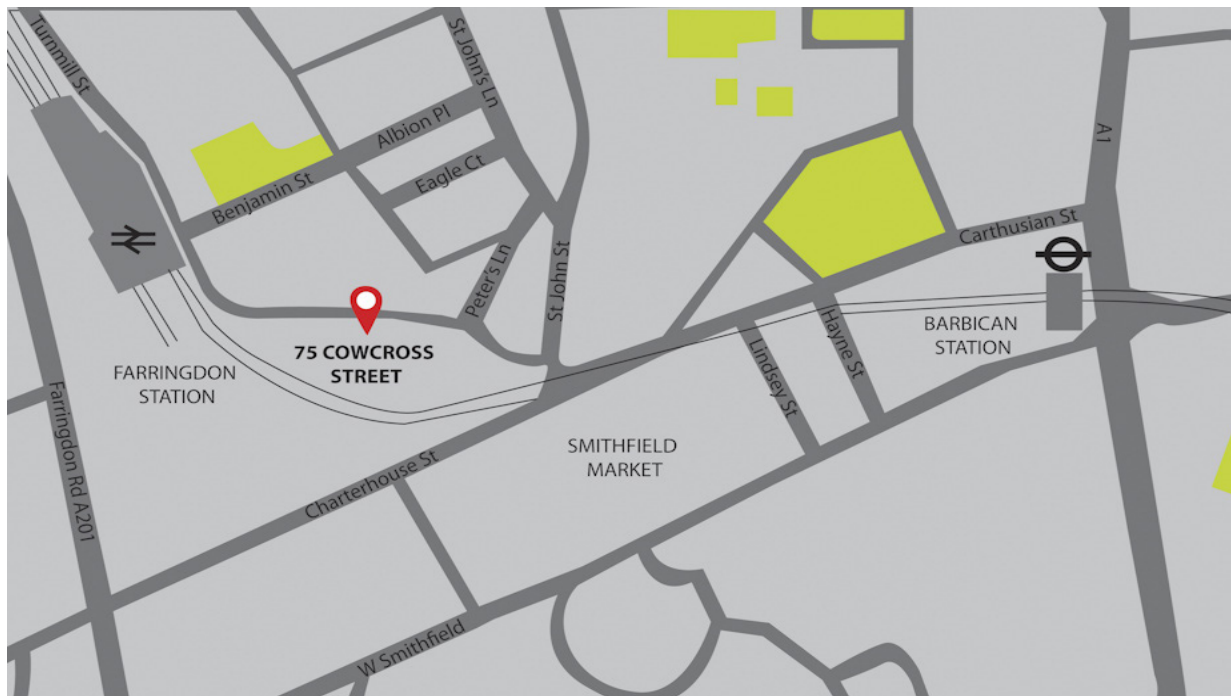 Turnmill St
St John's Ln
Albion Pl
A1
Eagle Ct
Benjamin St
Carthusian St
Peter's Ln
St John St
75 COWCROSS
STREET
FARRINGDON
STATION
Hayne St
Lindsey St
BARBICAN
STATION
Farringdon Rd A201
SMITHFIELD
MARKET
Charterhouse St
W Smithfield